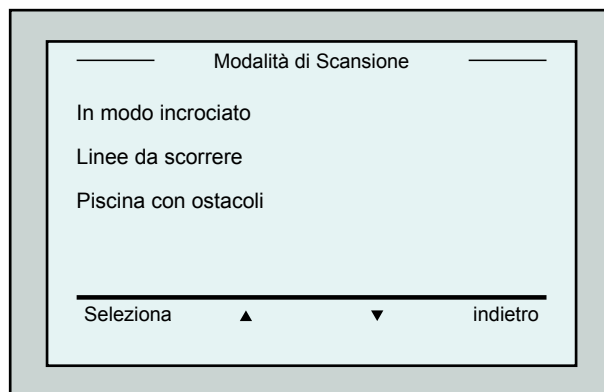 Modalità di Scansione
In modo incrociato
Linee da scorrere
Piscina con ostacoli
Seleziona ▲ ▼ indietro